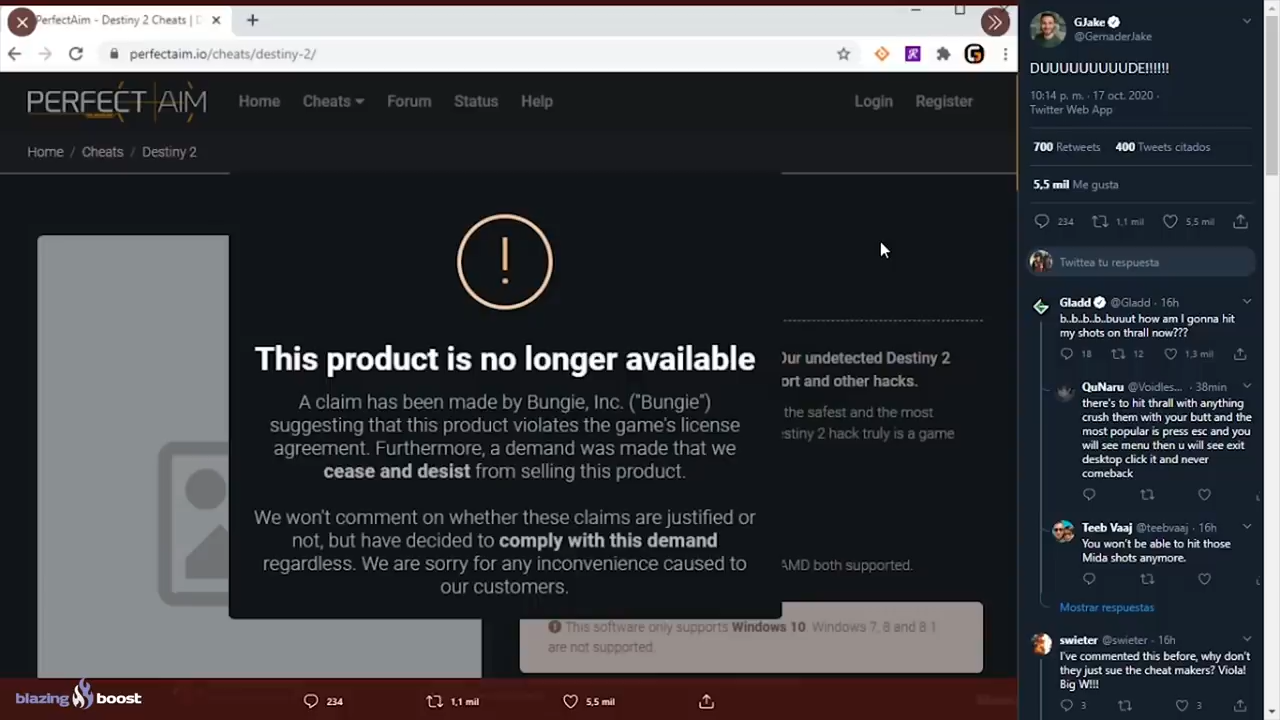 PerfectAim - Destiny 2 Cheats | D
perfectaim.io/cheats/destiny-2/
PERFECT AIM
Home Cheats Forum Status Help
Login Register
Home / Cheats / Destiny 2
This product is no longer available
A claim has been made by Bungie, Inc. ("Bungie")
suggesting that this product violates the game's license
agreement. Furthermore, a demand was made that we
cease and desist from selling this product.
We won't comment on whether these claims are justified or
not, but have decided to comply with this demand
regardless. We are sorry for any inconvenience caused to
our customers.
Our undetected Destiny 2
ort and other hacks.
the safest and the most
estiny 2 hack truly is a game
AMD both supported.
This software only supports Windows 10. Windows 7, 8 and 8.1
are not supported.
blazing boost
234 1,1 mil 5,5 mil
GJake
@GernaderJake
DUUUUUUUUUDE!!!!!!
10:14 p. m. · 17 oct. 2020 ·
Twitter Web App
700 Retweets 400 Tweets citados
5,5 mil Me gusta
234 1,1 mil 5,5 mil
Twittea tu respuesta
Gladd @Gladd · 16h
b..b..b..b..buuut how am I gonna hit
my shots on thrall now???
18 12 1,3 mil
QuNaru @Voidles... · 38min
there's to hit thrall with anything
crush them with your butt and the
most popular is press esc and you
will see menu then u will see exit
desktop click it and never
comeback
Teeb Vaaj @teebvaaj · 16h
You won't be able to hit those
Mida shots anymore.
Mostrar respuestas
swieter @swieter · 16h
I've commented this before, why don't
they just sue the cheat makers? Viola!
Big W!!!
3 3